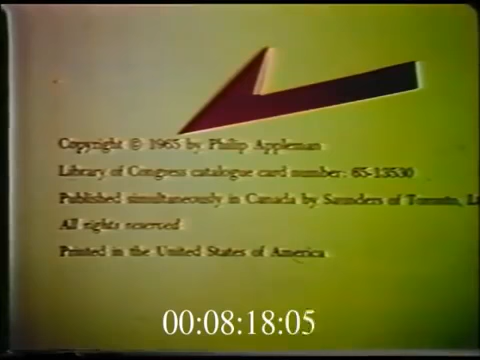 Copyright © 1965 by Philip Appleman
Library of Congress catalogue card number: 65-13530
Published simultaneously in Canada by Saunders of Toronto, L
All rights reserved
Printed in the United States of America
00:08:18:05